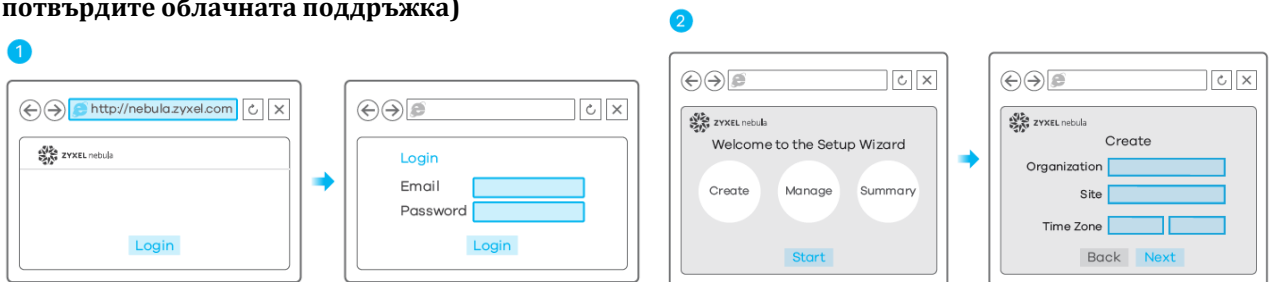 потвърдите облачната поддръжка)
1
http://nebula.zyxel.com
ZYXEL nebula
Login
Login
Email
Password
Login
2
ZYXEL nebula
Welcome to the Setup Wizard
Create Manage Summary
Start
ZYXEL nebula
Create
Organization
Site
Time Zone
Back Next